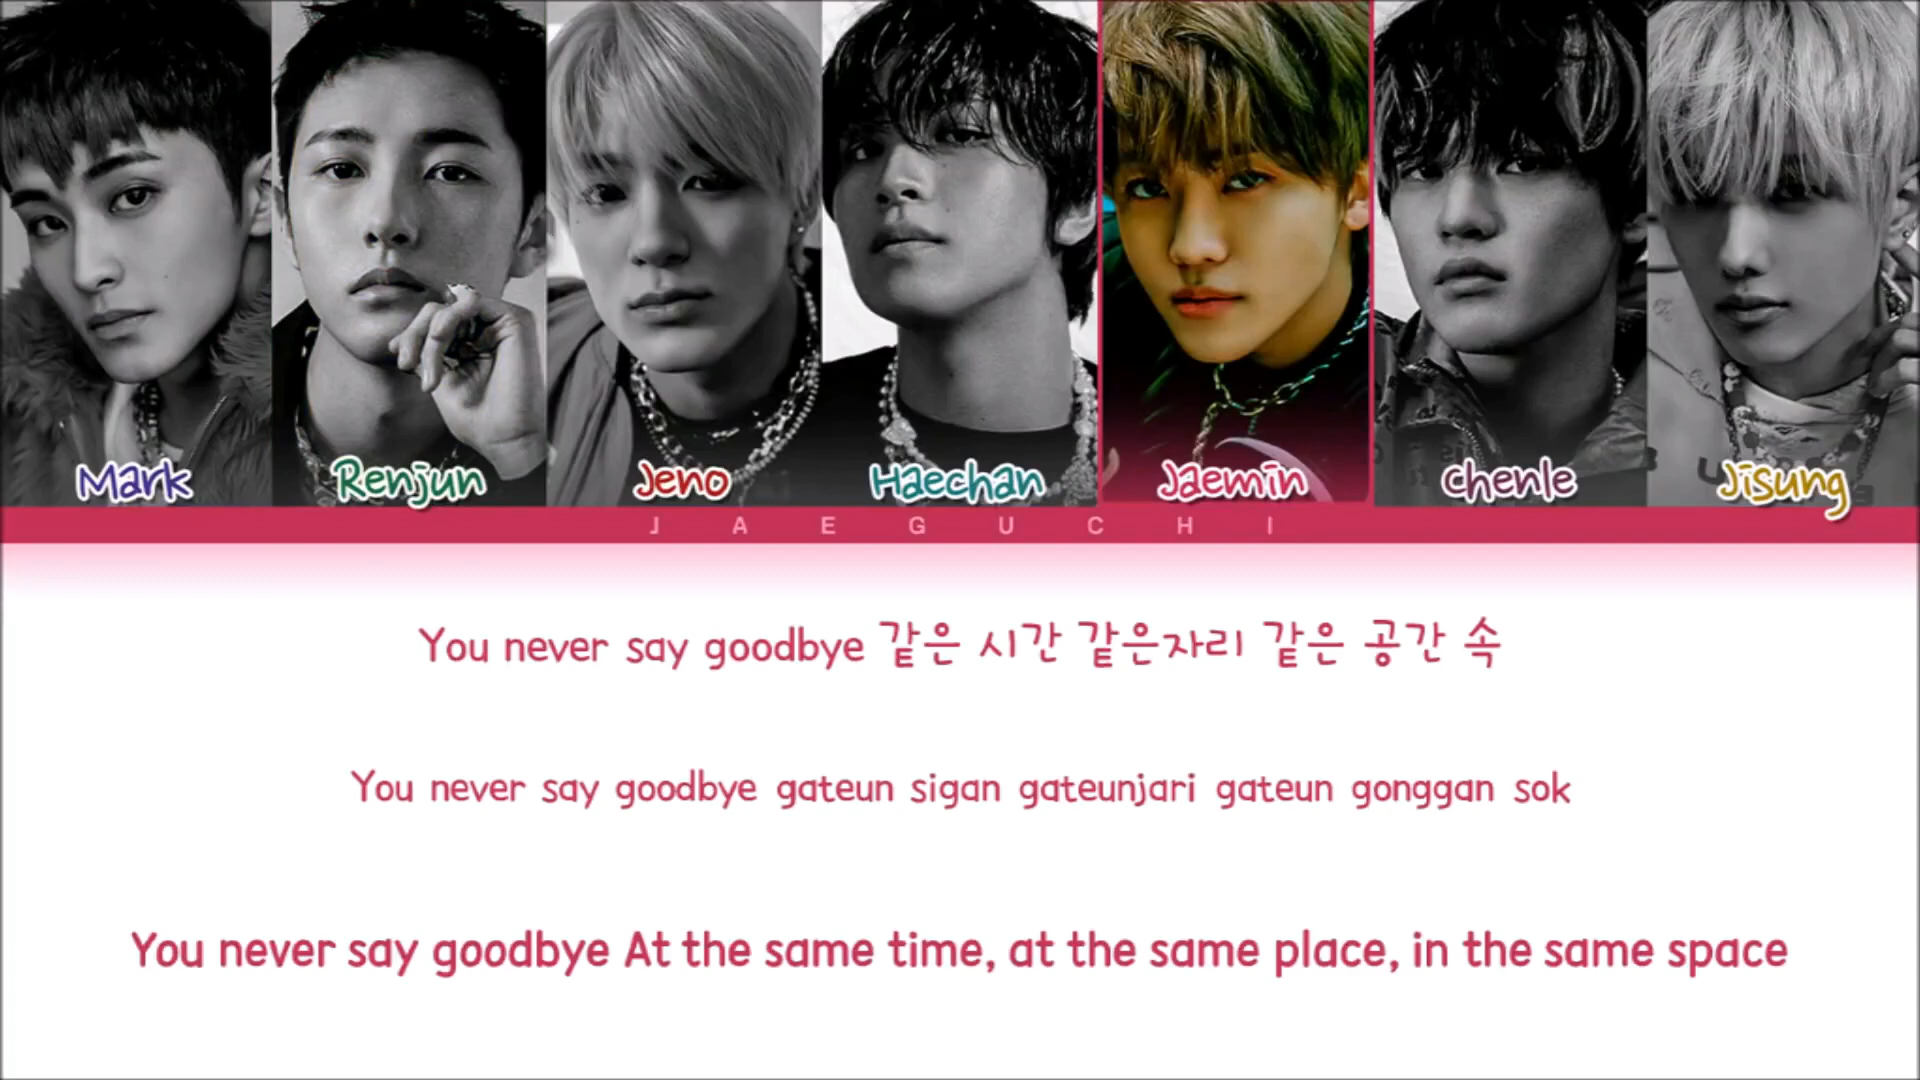 Mark Renjun Jeno Haechan Jaemin chenle Jisung
JAEGUCHI
You never say goodbye 같은 시간 같은자리 같은 공간 속
You never say goodbye gateun sigan gateunjari gateun gonggan sok
You never say goodbye At the same time, at the same place, in the same space